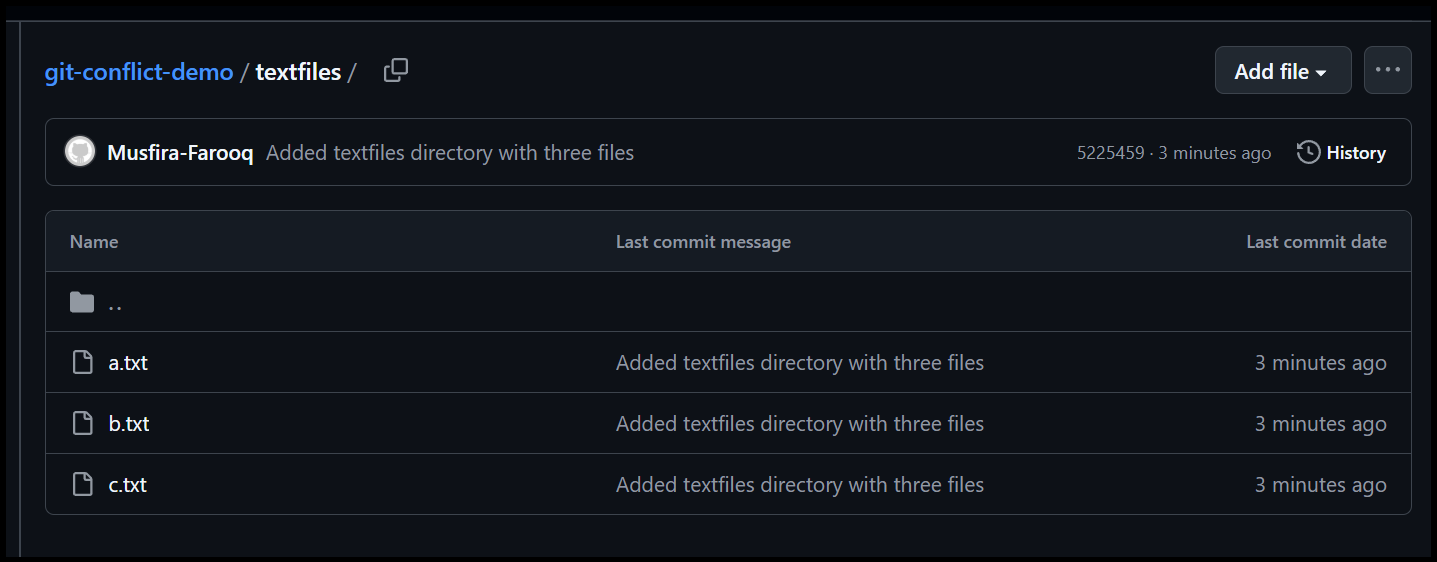 git-conflict-demo / textfiles /
Add file
Musfira-Farooq Added textfiles directory with three files 5225459 · 3 minutes ago History
Name Last commit message Last commit date
..
a.txt Added textfiles directory with three files 3 minutes ago
b.txt Added textfiles directory with three files 3 minutes ago
c.txt Added textfiles directory with three files 3 minutes ago